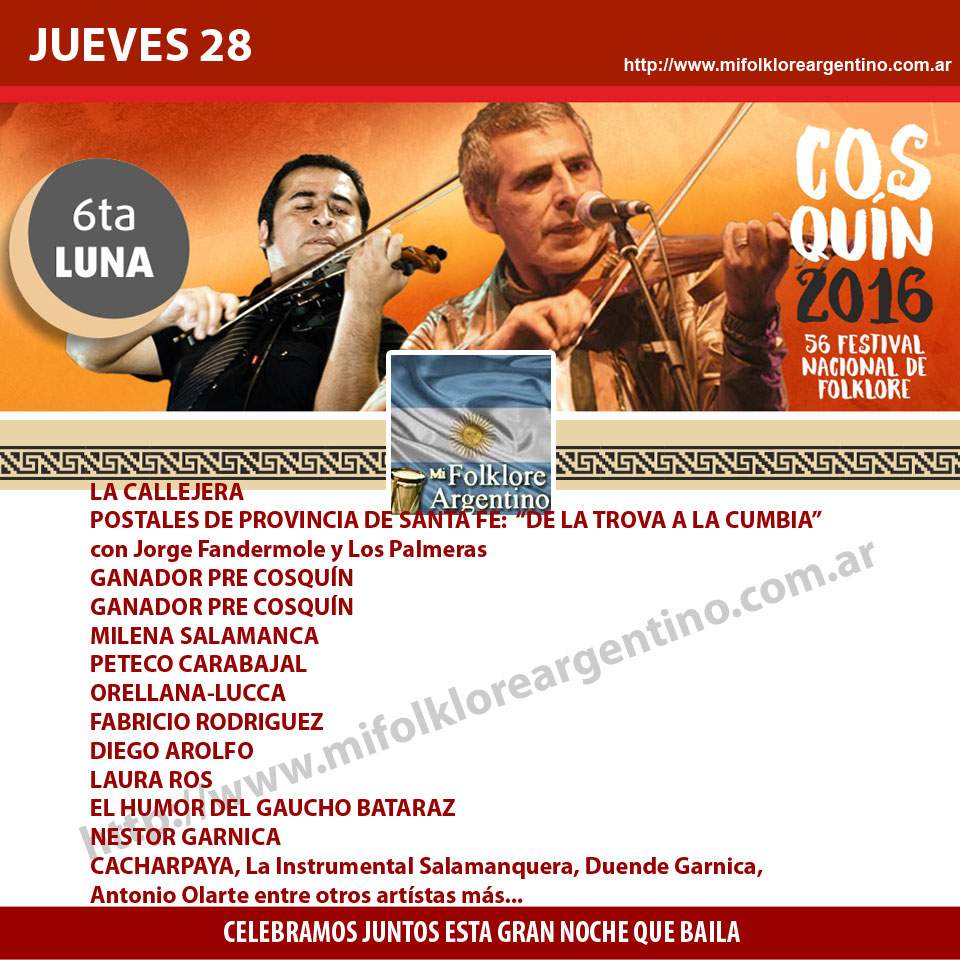 JUEVES 28
http://www.mifolkloreargentino.com.ar
6ta
LUNA
COS
QUÍN
2016
56 FESTIVAL
NACIONAL DE
FOLKLORE
Mi Folklore
Argentino
LA CALLEJERA
POSTALES DE PROVINCIA DE SANTA FE: “DE LA TROVA A LA CUMBIA”
con Jorge Fandermole y Los Palmeras
GANADOR PRE COSQUÍN
GANADOR PRE COSQUÍN
MILENA SALAMANCA
PETECO CARABAJAL
ORELLANA-LUCCA
FABRICIO RODRIGUEZ
DIEGO AROLFO
LAURA ROS
EL HUMOR DEL GAUCHO BATARAZ
NESTOR GARNICA
CACHARPAYA, La Instrumental Salamanquera, Duende Garnica,
Antonio Olarte entre otros artístas más...
http://www.mifolkloreargentino.com.ar
CELEBRAMOS JUNTOS ESTA GRAN NOCHE QUE BAILA